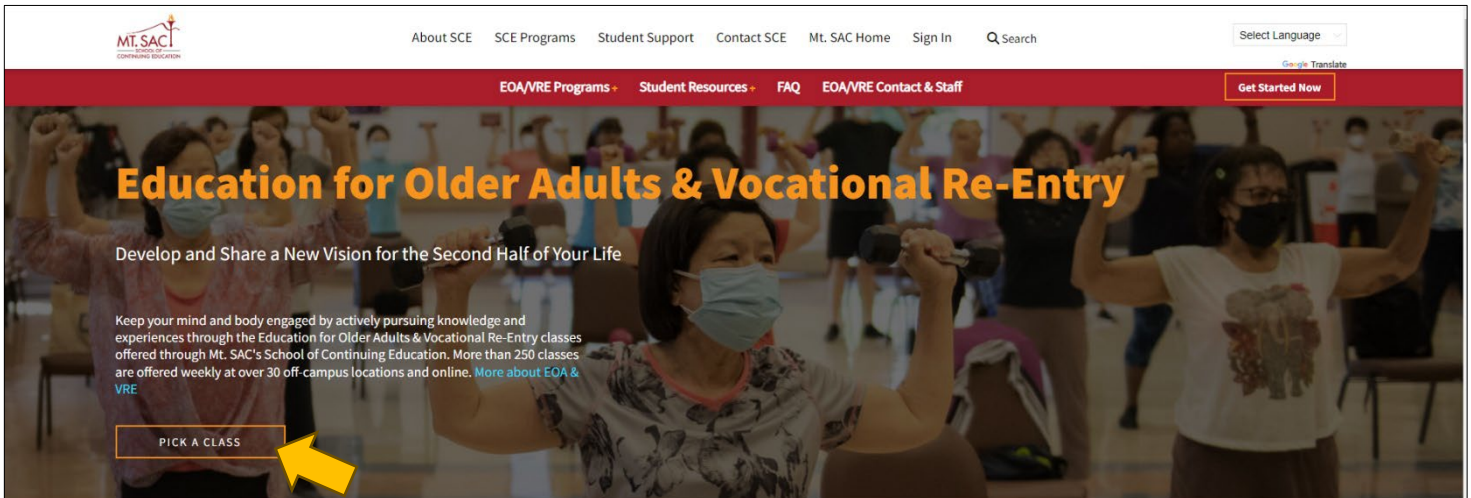 MT. SAC
SCHOOL OF
CONTINUING EDUCATION
About SCE SCE Programs Student Support Contact SCE Mt. SAC Home Sign In Search
Select Language
Google Translate
EOA/VRE Programs + Student Resources + FAQ EOA/VRE Contact & Staff
Get Started Now
Education for Older Adults & Vocational Re-Entry
Develop and Share a New Vision for the Second Half of Your Life
Keep your mind and body engaged by actively pursuing knowledge and
experiences through the Education for Older Adults & Vocational Re-Entry classes
offered through Mt. SAC's School of Continuing Education. More than 250 classes
are offered weekly at over 30 off-campus locations and online. More about EOA &
VRE
PICK A CLASS